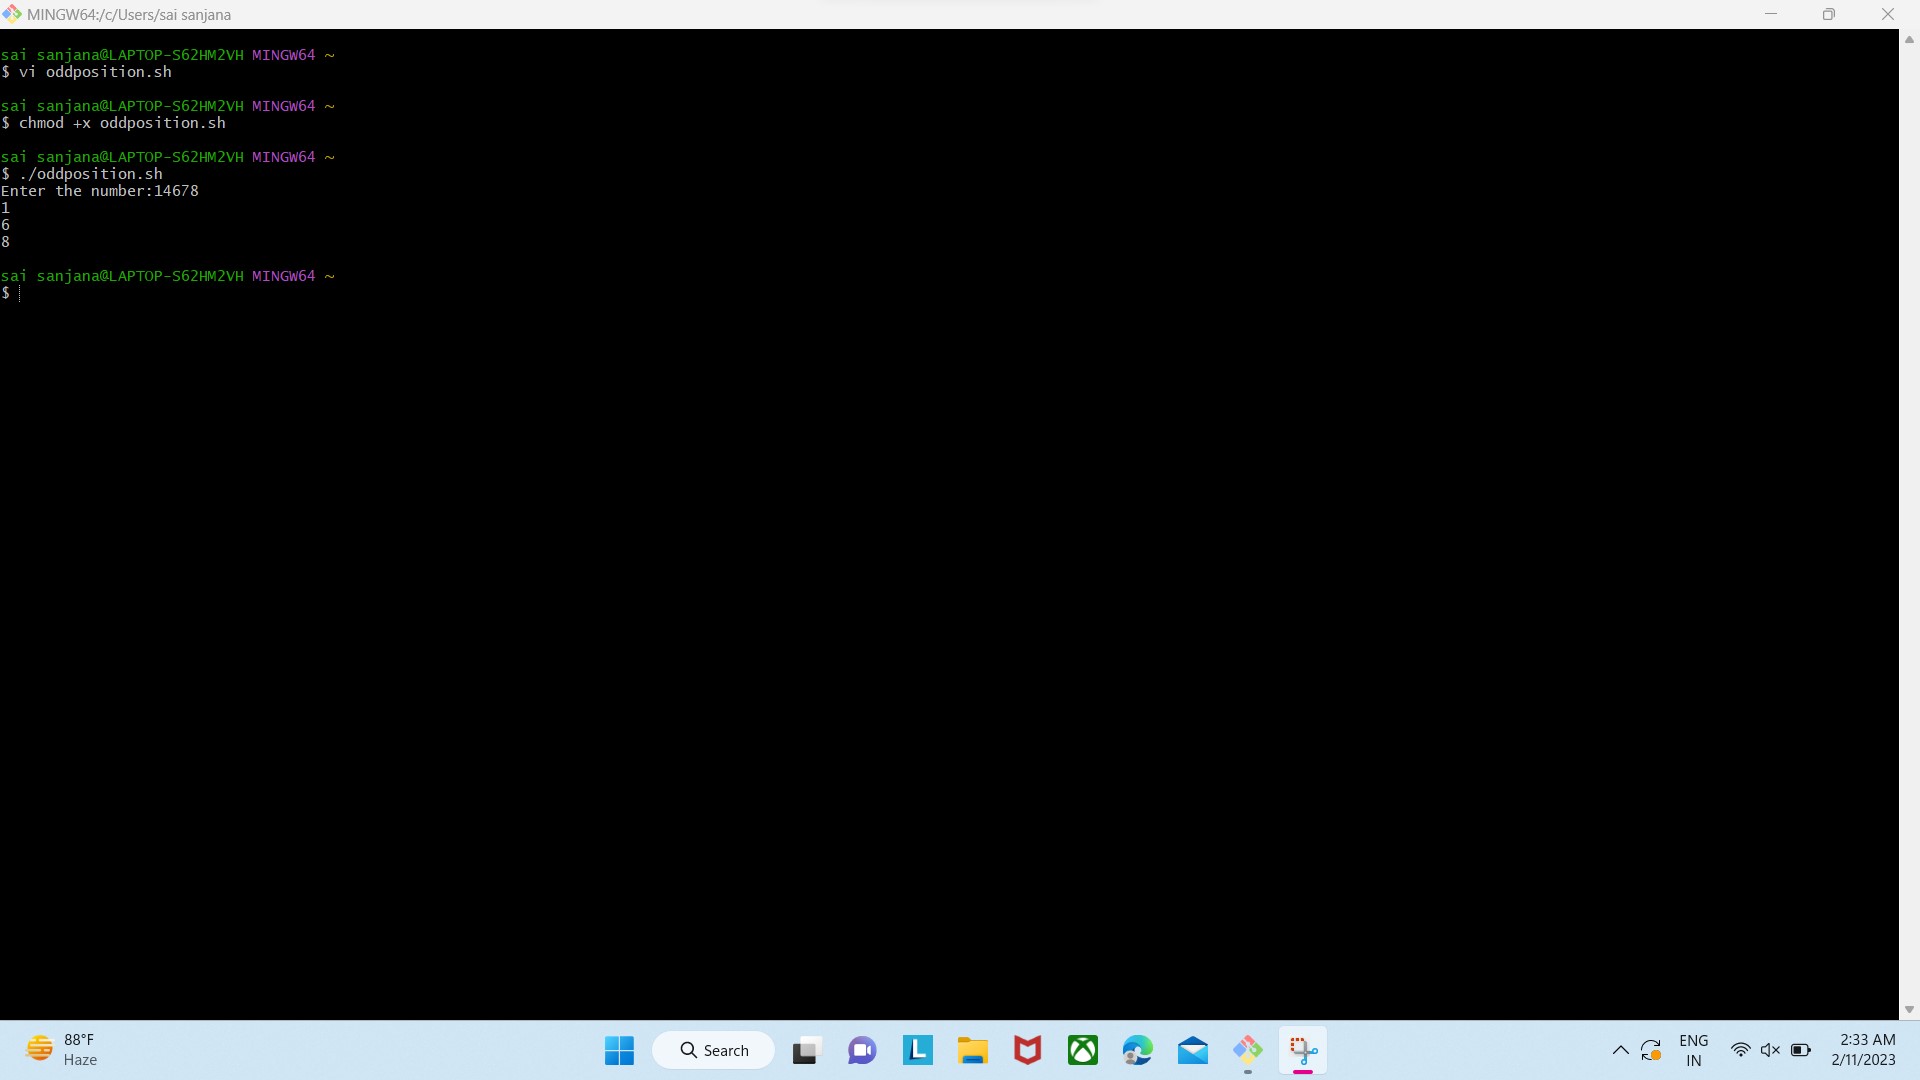 MINGW64:/c/Users/sai sanjana
sai sanjana@LAPTOP-S62HM2VH MINGW64 ~
$ vi oddposition.sh
sai sanjana@LAPTOP-S62HM2VH MINGW64 ~
$ chmod +x oddposition.sh
sai sanjana@LAPTOP-S62HM2VH MINGW64 ~
$ ./oddposition.sh
Enter the number:14678
1
6
8
sai sanjana@LAPTOP-S62HM2VH MINGW64 ~
$
88°F
Haze
Search
L
ENG
IN
2:33 AM
2/11/2023